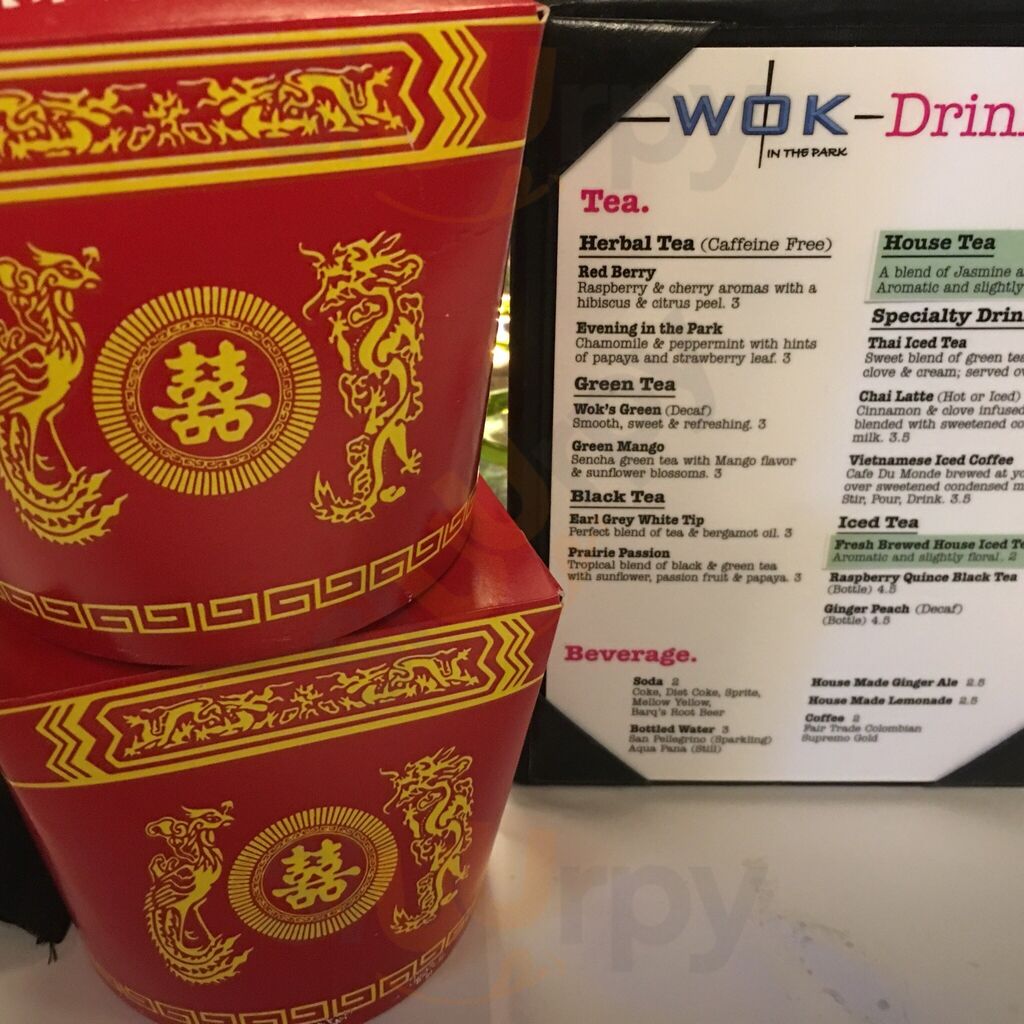 囍
囍
WOK Drin
IN THE PARK
Tea.
Herbal Tea (Caffeine Free)
Red Berry
Raspberry & cherry aromas with a
hibiscus & citrus peel. 3
Evening in the Park
Chamomile & peppermint with hints
of papaya and strawberry leaf. 3
Green Tea
Wok's Green (Decaf)
Smooth, sweet & refreshing. 3
Green Mango
Sencha green tea with Mango flavor
& sunflower blossoms. 3
Black Tea
Earl Grey White Tip
Perfect blend of tea & bergamot oil. 3
Prairie Passion
Tropical blend of black & green tea
with sunflower, passion fruit & papaya. 3
House Tea
A blend of Jasmine a
Aromatic and slightly
Specialty Drin
Thai Iced Tea
Sweet blend of green tea
clove & cream; served ov
Chai Latte (Hot or Iced)
Cinnamon & clove infused
blended with sweetened co
milk. 3.5
Vietnamese Iced Coffee
Cafe Du Monde brewed at yo
over sweetened condensed m
Stir, Pour, Drink. 3.5
Iced Tea
Fresh Brewed House Iced Te
Aromatic and slightly floral. 2
Raspberry Quince Black Tea
(Bottle) 4.5
Ginger Peach (Decaf)
(Bottle) 4.5
Beverage.
Soda 2
Coke, Diet Coke, Sprite,
Mellow Yellow,
Barq's Root Beer
Bottled Water 3
San Pellegrino (Sparkling)
Aqua Pana (Still)
House Made Ginger Ale 2.5
House Made Lemonade 2.5
Coffee 2
Fair Trade Colombian
Supremo Gold